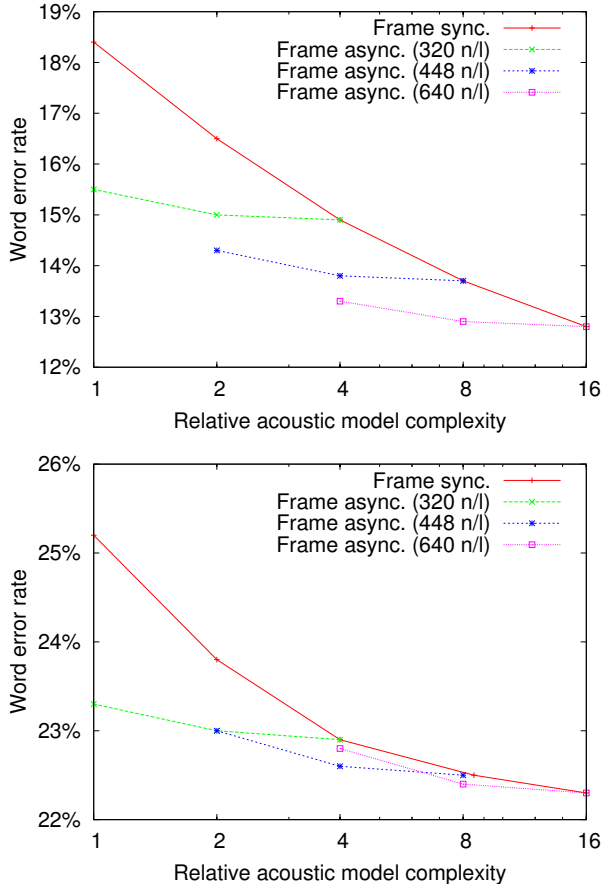 19%
18%
17%
16%
15%
14%
13%
12%
Word error rate
Frame sync.
Frame async. (320 n/l)
Frame async. (448 n/l)
Frame async. (640 n/l)
1 2 4 8 16
Relative acoustic model complexity
26%
25%
24%
23%
22%
Word error rate
Frame sync.
Frame async. (320 n/l)
Frame async. (448 n/l)
Frame async. (640 n/l)
1 2 4 8 16
Relative acoustic model complexity